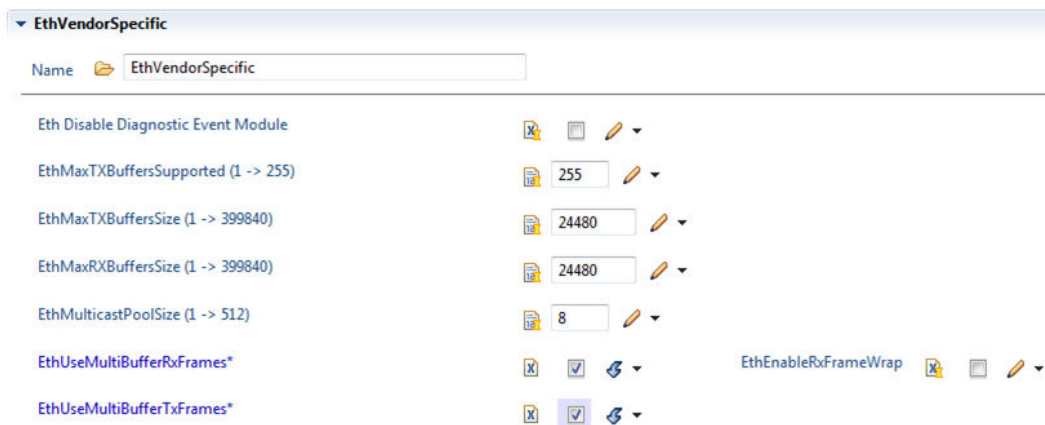 EthVendorSpecific
Name EthVendorSpecific
Eth Disable Diagnostic Event Module
EthMaxTXBuffersSupported (1 -> 255) 255
EthMaxTXBuffersSize (1 -> 399840) 24480
EthMaxRXBuffersSize (1 -> 399840) 24480
EthMulticastPoolSize (1 -> 512) 8
EthUseMultiBufferRxFrames* EthEnableRxFrameWrap
EthUseMultiBufferTxFrames*